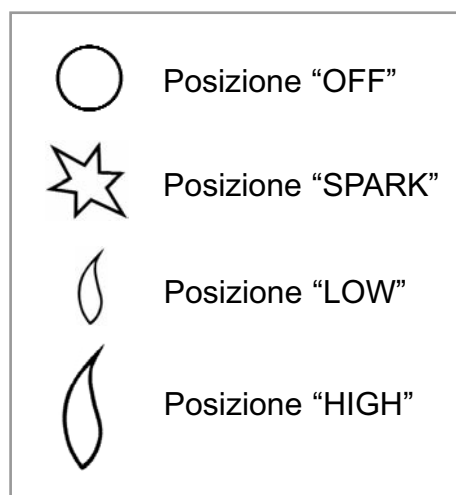 Posizione “OFF”
Posizione “SPARK”
Posizione “LOW”
Posizione “HIGH”